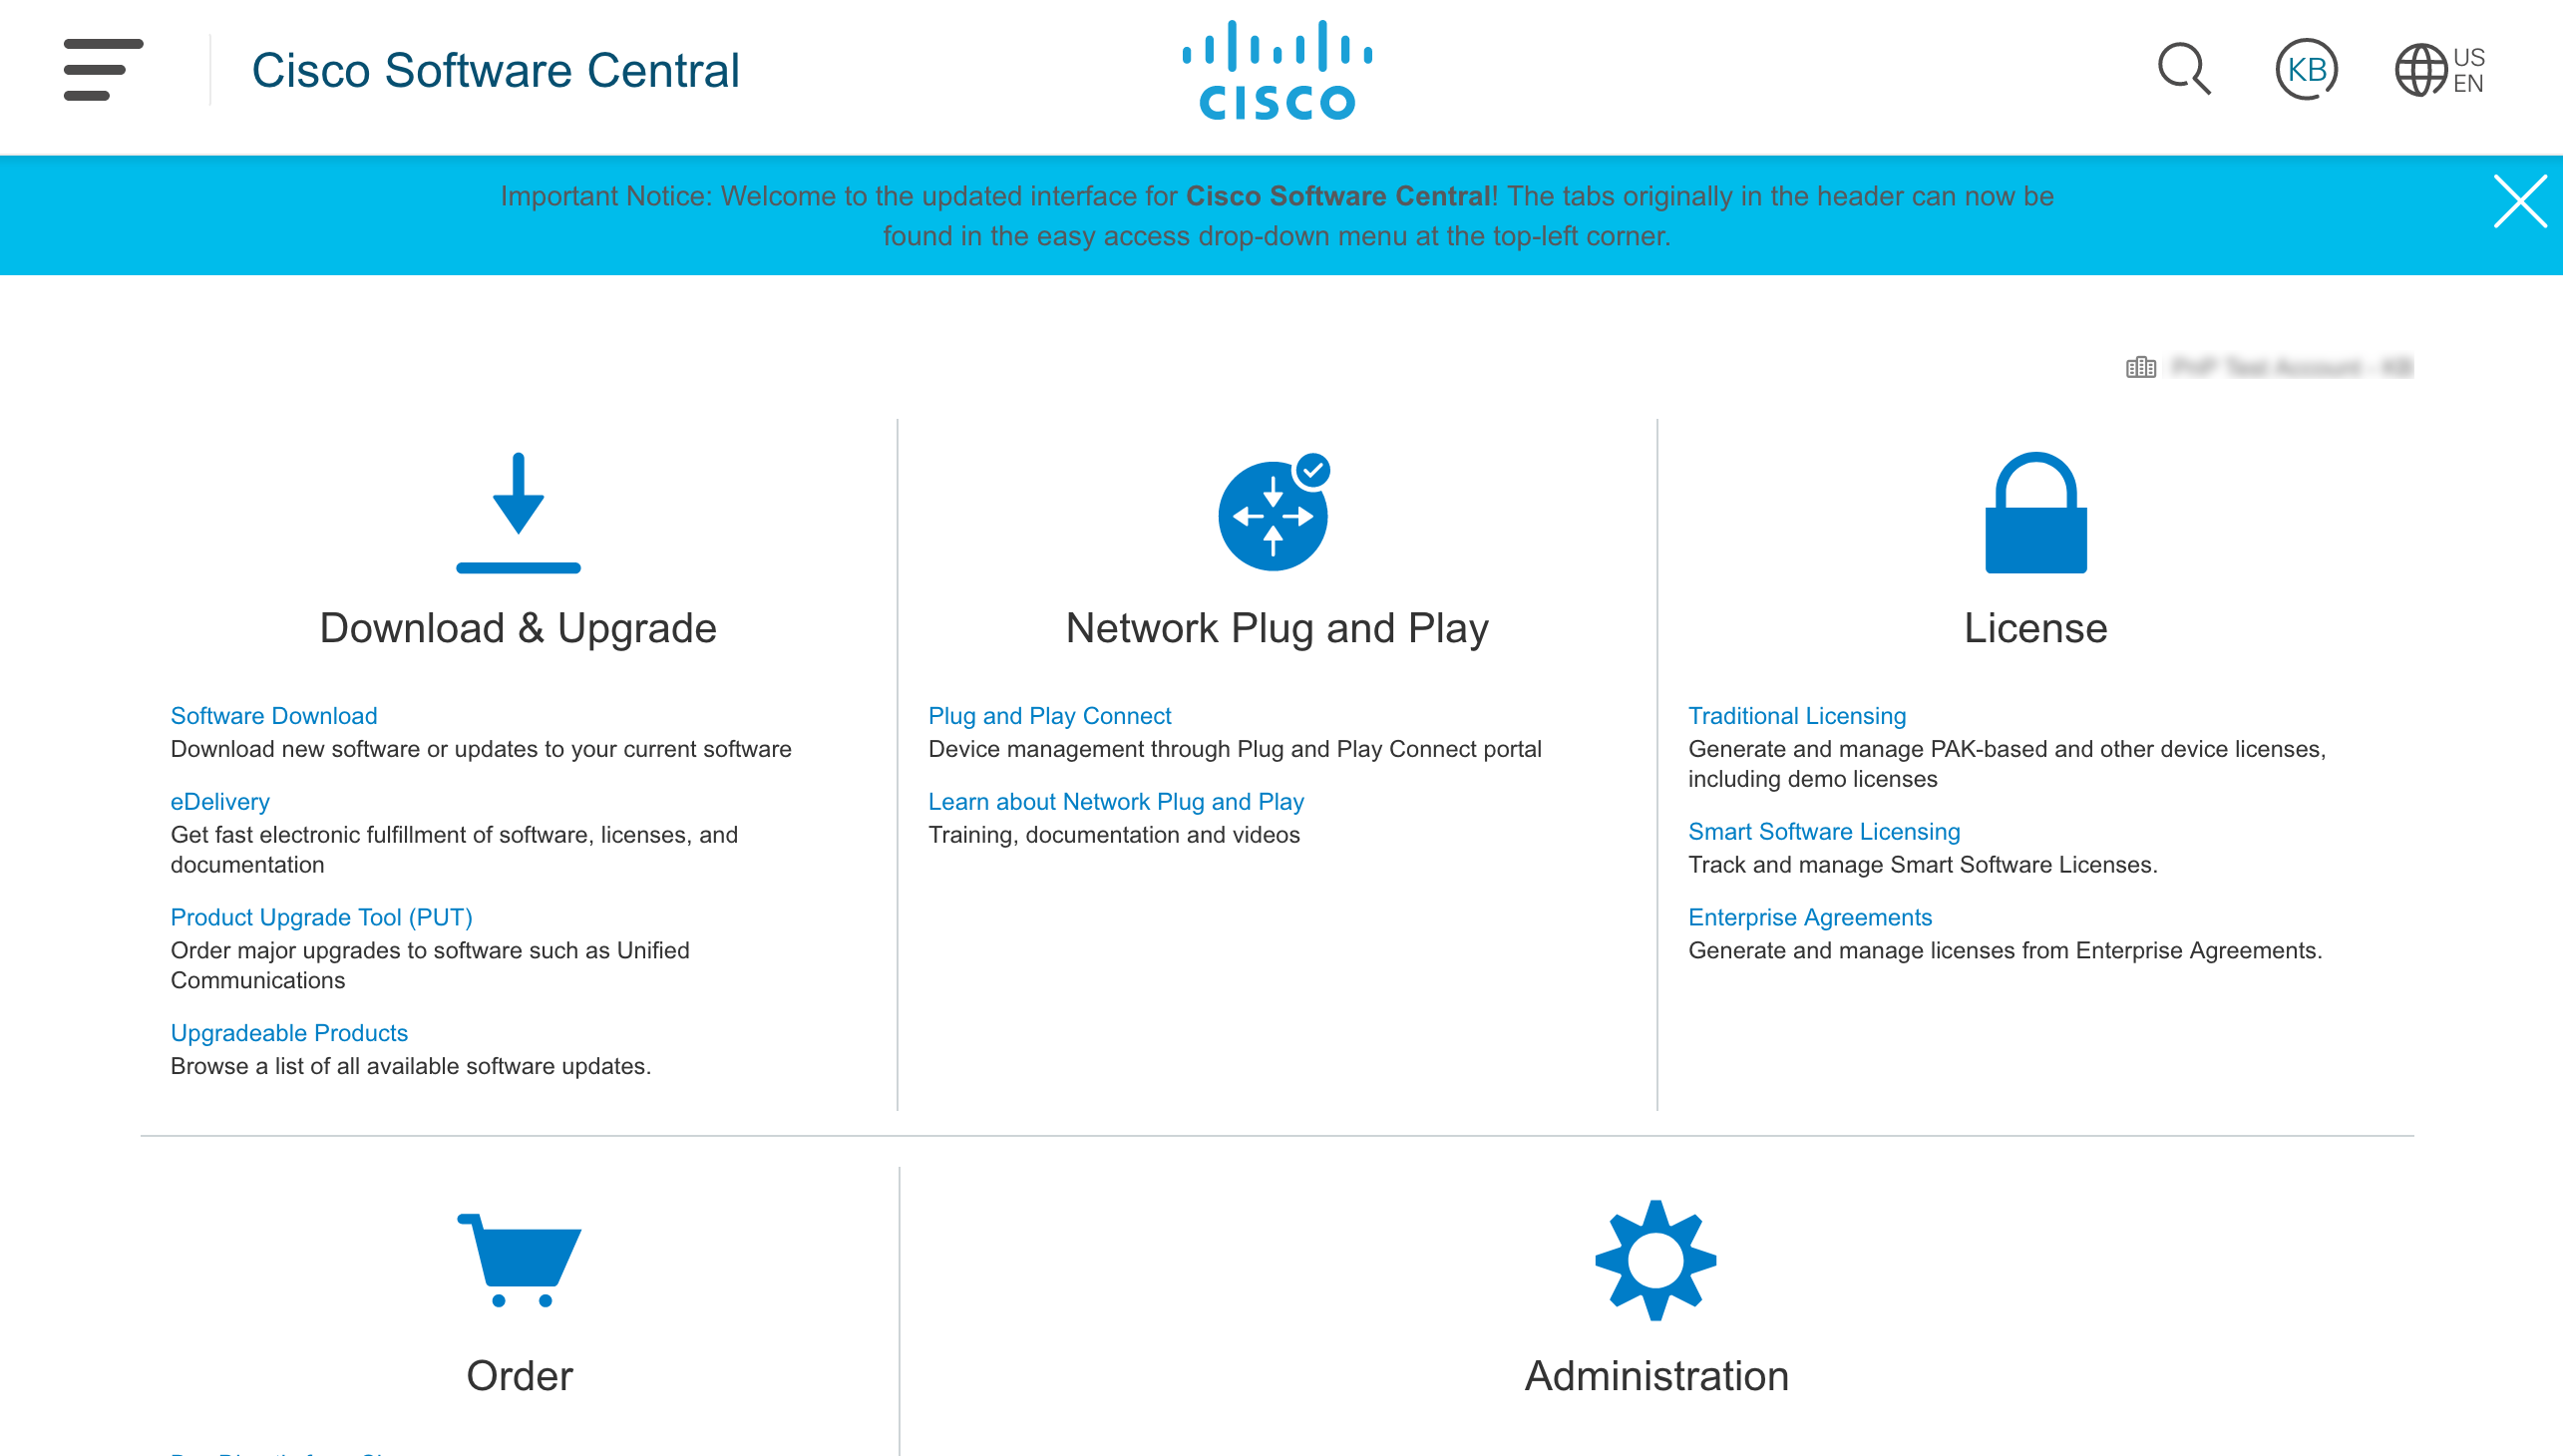 Cisco Software Central
CISCO
KB
US
EN
Important Notice: Welcome to the updated interface for Cisco Software Central! The tabs originally in the header can now be
found in the easy access drop-down menu at the top-left corner.
Download & Upgrade
Software Download
Download new software or updates to your current software
eDelivery
Get fast electronic fulfillment of software, licenses, and
documentation
Product Upgrade Tool (PUT)
Order major upgrades to software such as Unified
Communications
Upgradeable Products
Browse a list of all available software updates.
Network Plug and Play
Plug and Play Connect
Device management through Plug and Play Connect portal
Learn about Network Plug and Play
Training, documentation and videos
License
Traditional Licensing
Generate and manage PAK-based and other device licenses,
including demo licenses
Smart Software Licensing
Track and manage Smart Software Licenses.
Enterprise Agreements
Generate and manage licenses from Enterprise Agreements.
Order
Administration